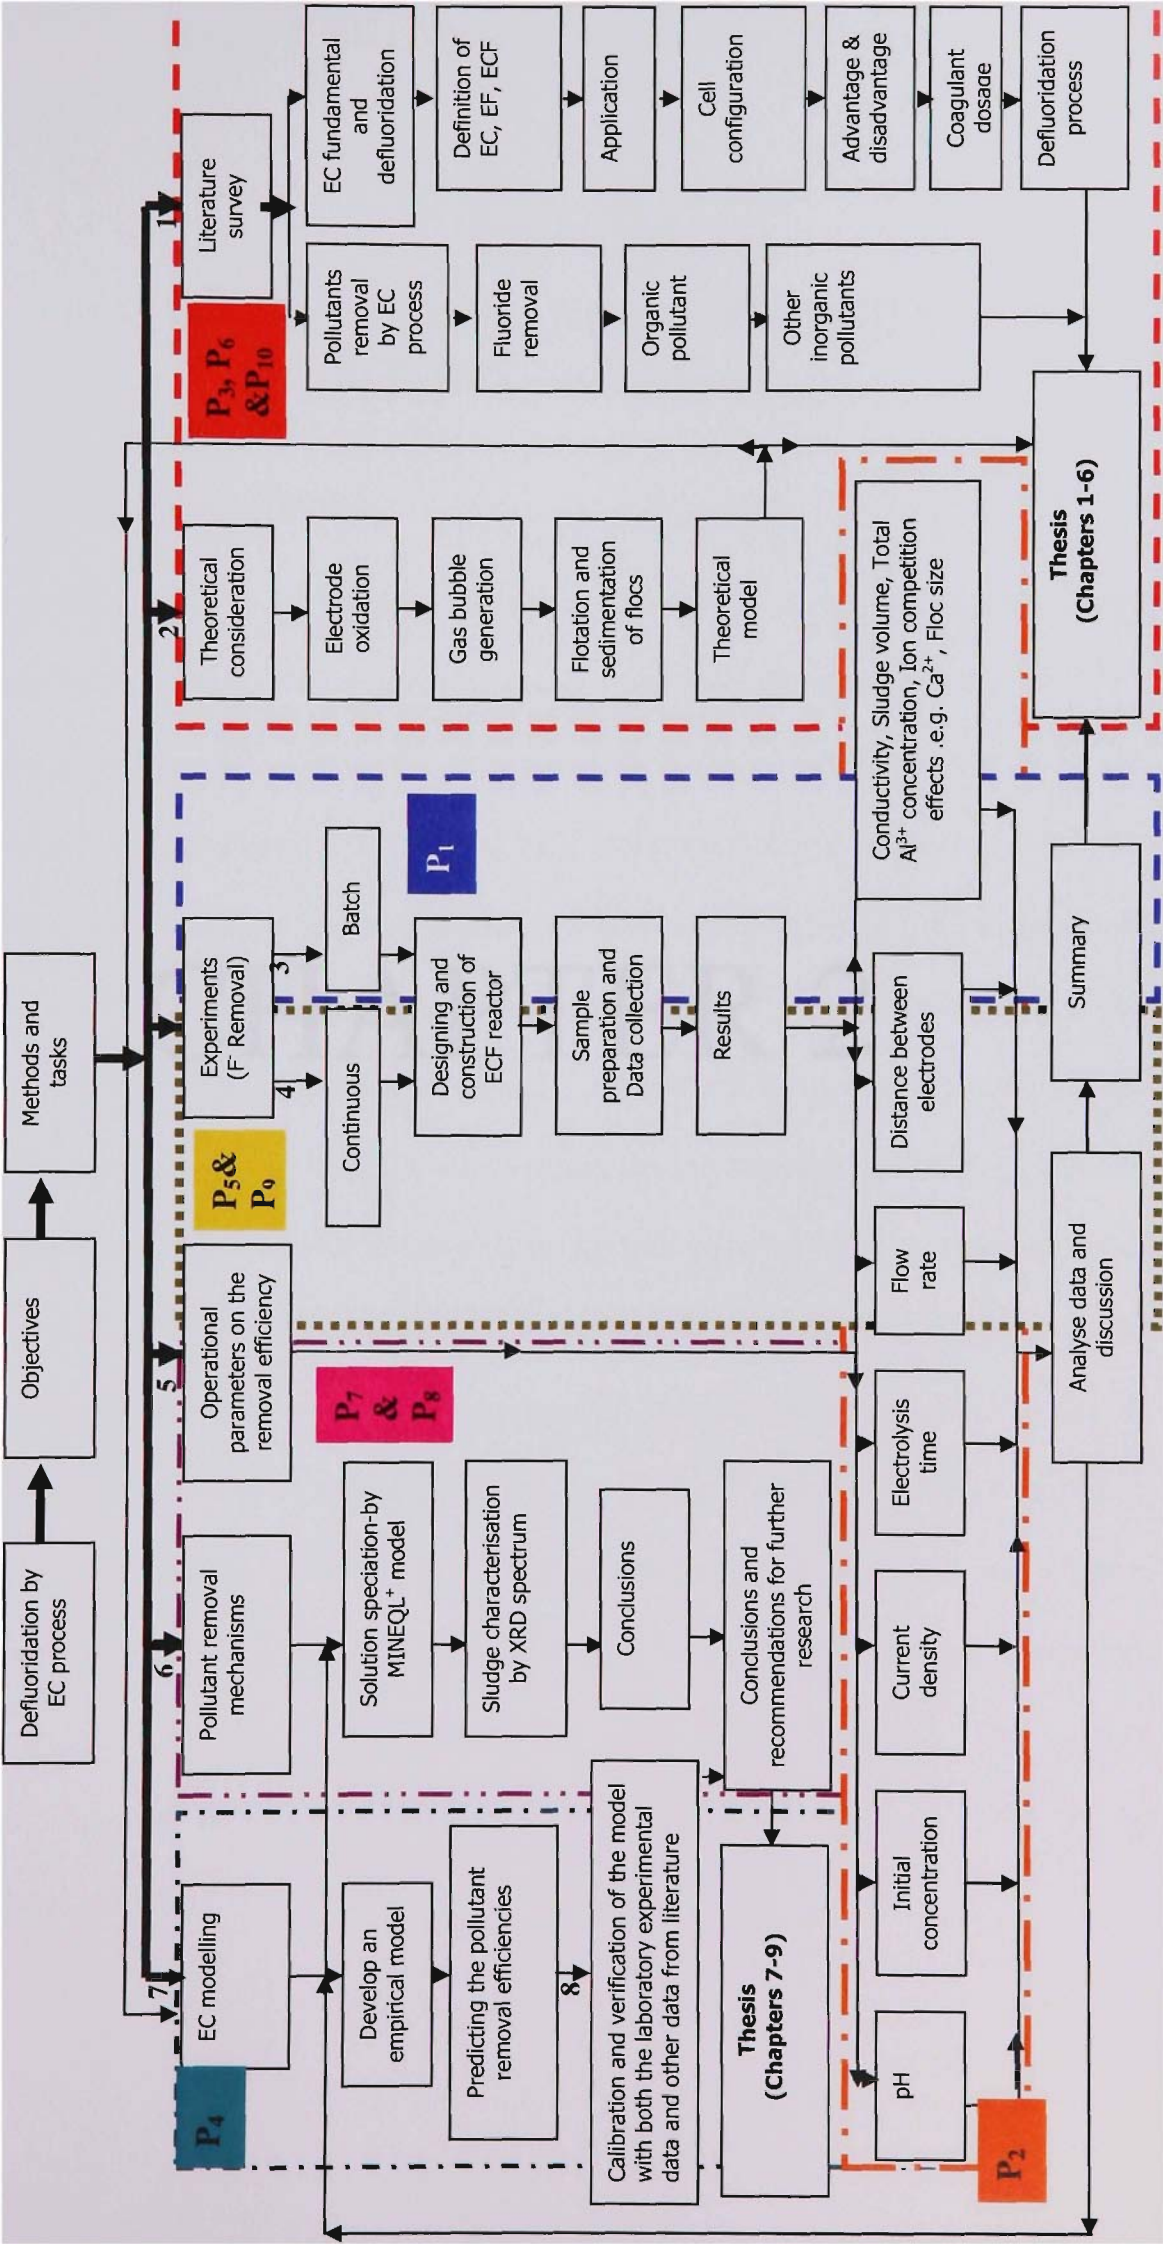 Defluoridation by
EC process
Objectives
Methods and
tasks
7
6
5
2
1
P4
EC modelling
Develop an
empirical model
Predicting the pollutant
removal efficiencies
8
Calibration and verification of the model
with both the laboratory experimental
data and other data from literature
Thesis
(Chapters 7-9)
Pollutant removal
mechanisms
Solution speciation-by
MINEQL⁺ model
Sludge characterisation
by XRD spectrum
Conclusions
Conclusions and
recommendations for further
research
Operational
parameters on the
removal efficiency
P7
&
P8
P5&
P9
Experiments
(F⁻ Removal)
4
3
Continuous
Batch
P1
Designing and
construction of
ECF reactor
Sample
preparation and
Data collection
Results
Theoretical
consideration
Electrode
oxidation
Gas bubble
generation
Flotation and
sedimentation
of flocs
Theoretical
model
P3, P6
&P10
Literature
survey
Pollutants
removal
by EC
process
Fluoride
removal
Organic
pollutant
Other
inorganic
pollutants
EC fundamental
and
defluoridation
Definition of
EC, EF, ECF
Application
Cell
configuration
Advantage &
disadvantage
Coagulant
dosage
Defluoridation
process
pH
Initial
concentration
Current
density
Electrolysis
time
Flow
rate
Distance between
electrodes
Conductivity, Sludge volume, Total
Al³⁺ concentration, Ion competition
effects .e.g. Ca²⁺, Floc size
P2
Analyse data and
discussion
Summary
Thesis
(Chapters 1-6)